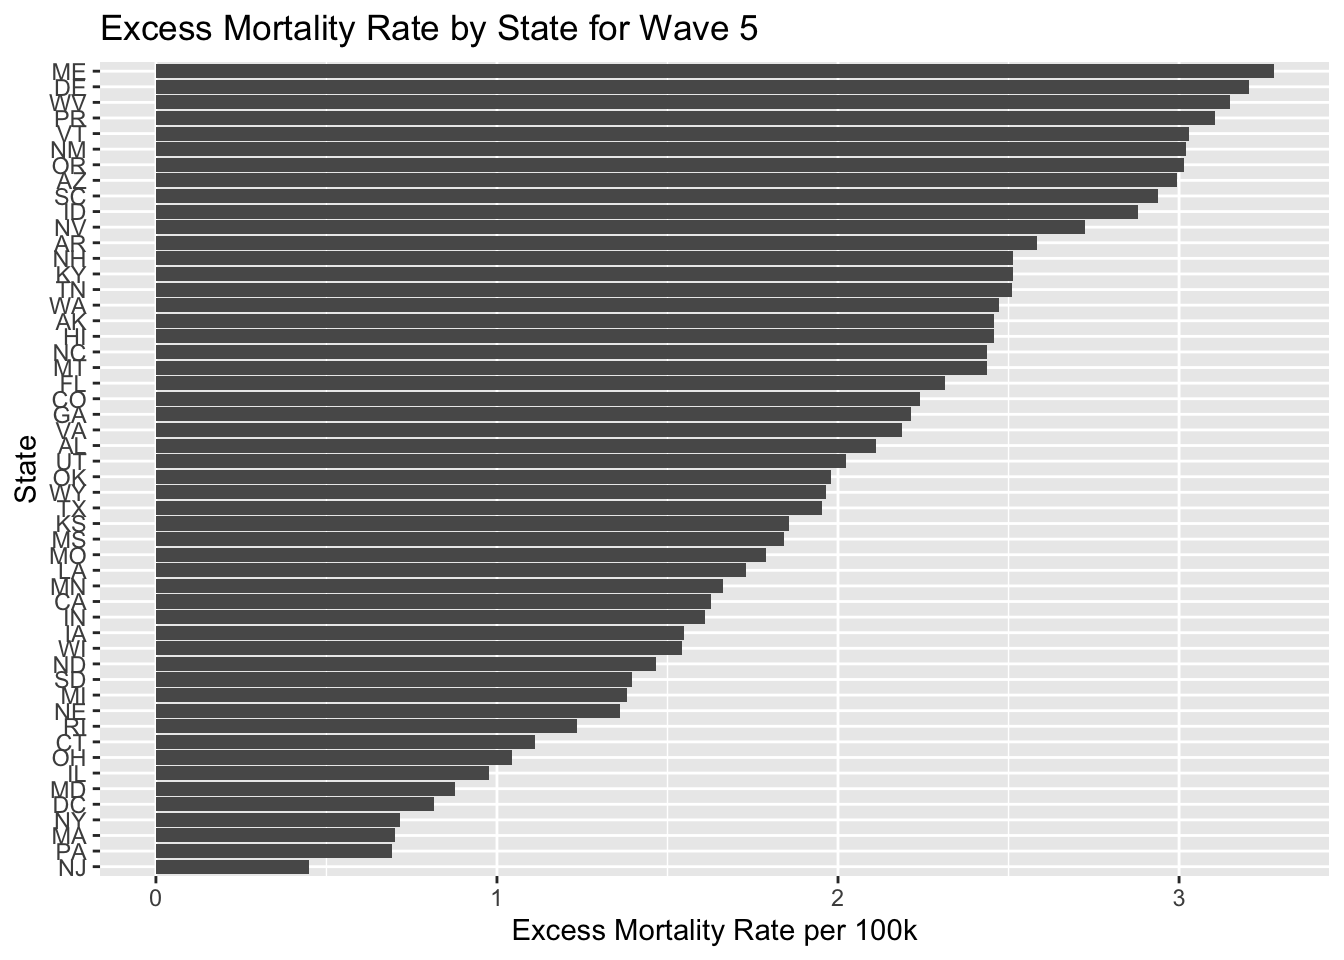 Excess Mortality Rate by State for Wave 5
ME
DE
WV
PR
VT
NM
OR
AZ
SC
ID
NV
AR
NH
KY
TN
WA
AK
HI
NC
MT
FL
CO
GA
VA
AL
UT
OK
WY
TX
KS
MS
MO
LA
MN
CA
IN
IA
WI
ND
SD
MI
NE
RI
CT
OH
IL
MD
DC
NY
MA
PA
NJ
State
0 1 2 3
Excess Mortality Rate per 100k